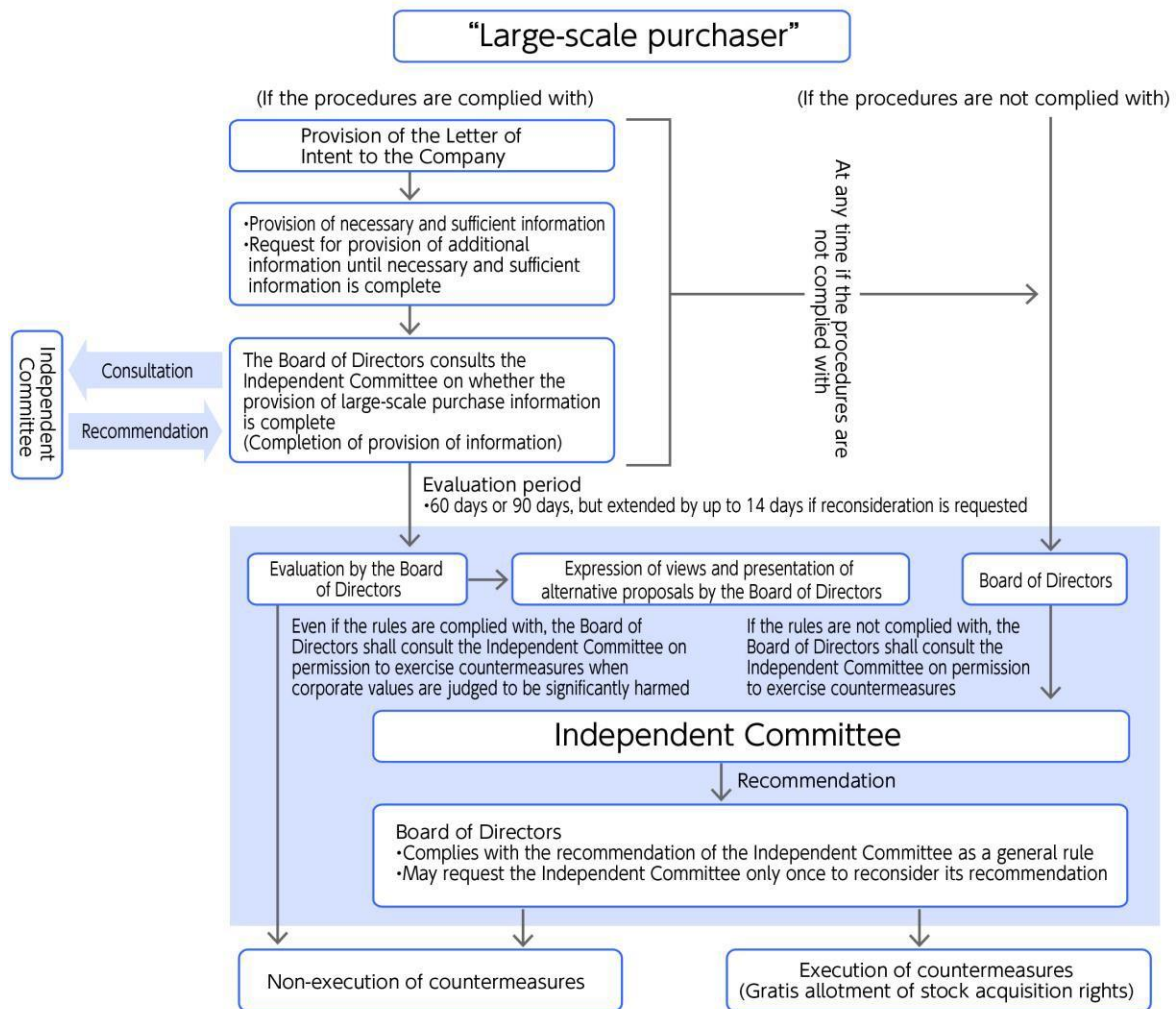 “Large-scale purchaser”
(If the procedures are complied with)
(If the procedures are not complied with)
Provision of the Letter of
Intent to the Company
•Provision of necessary and sufficient information
•Request for provision of additional
information until necessary and sufficient
information is complete
At any time if the procedures are
not complied with
Independent
Committee
Consultation
Recommendation
The Board of Directors consults the
Independent Committee on whether the
provision of large-scale purchase information
is complete
(Completion of provision of information)
Evaluation period
•60 days or 90 days, but extended by up to 14 days if reconsideration is requested
Evaluation by the Board
of Directors
Expression of views and presentation of
alternative proposals by the Board of Directors
Board of Directors
Even if the rules are complied with, the Board of
Directors shall consult the Independent Committee on
permission to exercise countermeasures when
corporate values are judged to be significantly harmed
If the rules are not complied with, the
Board of Directors shall consult the
Independent Committee on permission
to exercise countermeasures
Independent Committee
Recommendation
Board of Directors
•Complies with the recommendation of the Independent Committee as a general rule
•May request the Independent Committee only once to reconsider its recommendation
Non-execution of countermeasures
Execution of countermeasures
(Gratis allotment of stock acquisition rights)